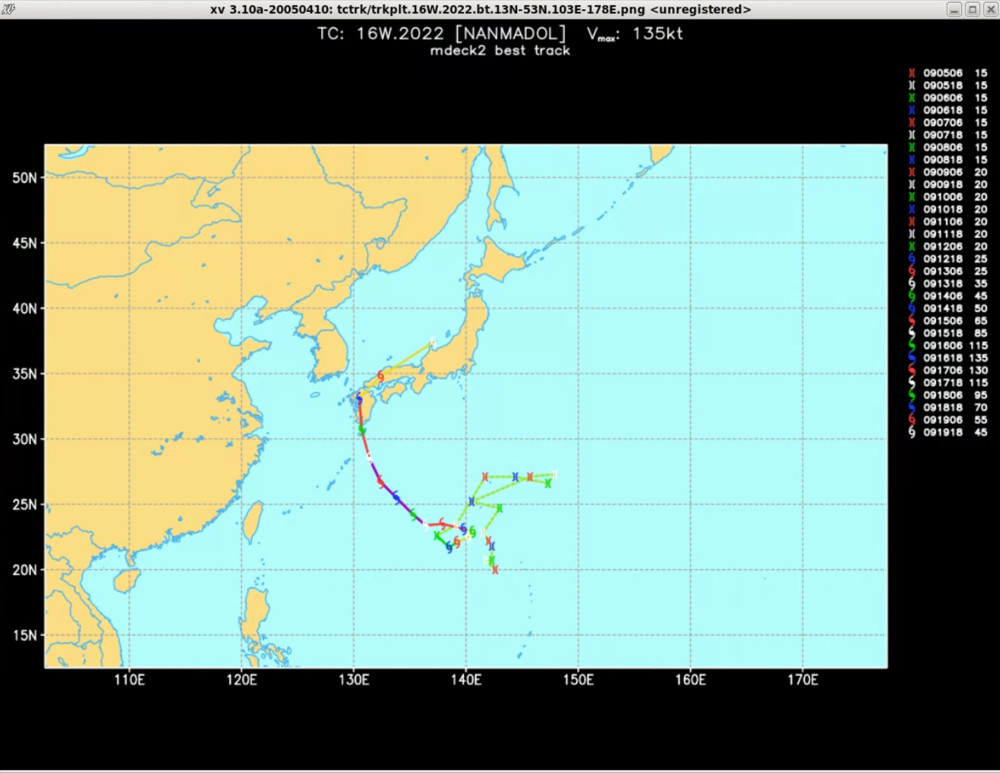 xv 3.10a-20050410: tctrk/trkplt.16W.2022.bt.13N-53N.103E-178E.png <unregistered>
TC: 16W.2022 [NANMADOL] Vmax: 135kt
mdeck2 best track
090506 15
090518 15
090606 15
090618 15
090706 15
090718 15
090806 15
090818 15
090906 20
090918 20
091006 20
091018 20
091106 20
091118 20
091206 20
091218 25
091306 25
091318 35
091406 45
091418 50
091506 65
091518 85
091606 115
091618 135
091706 130
091718 115
091806 95
091818 70
091906 55
091918 45
50N
45N
40N
35N
30N
25N
20N
15N
110E 120E 130E 140E 150E 160E 170E